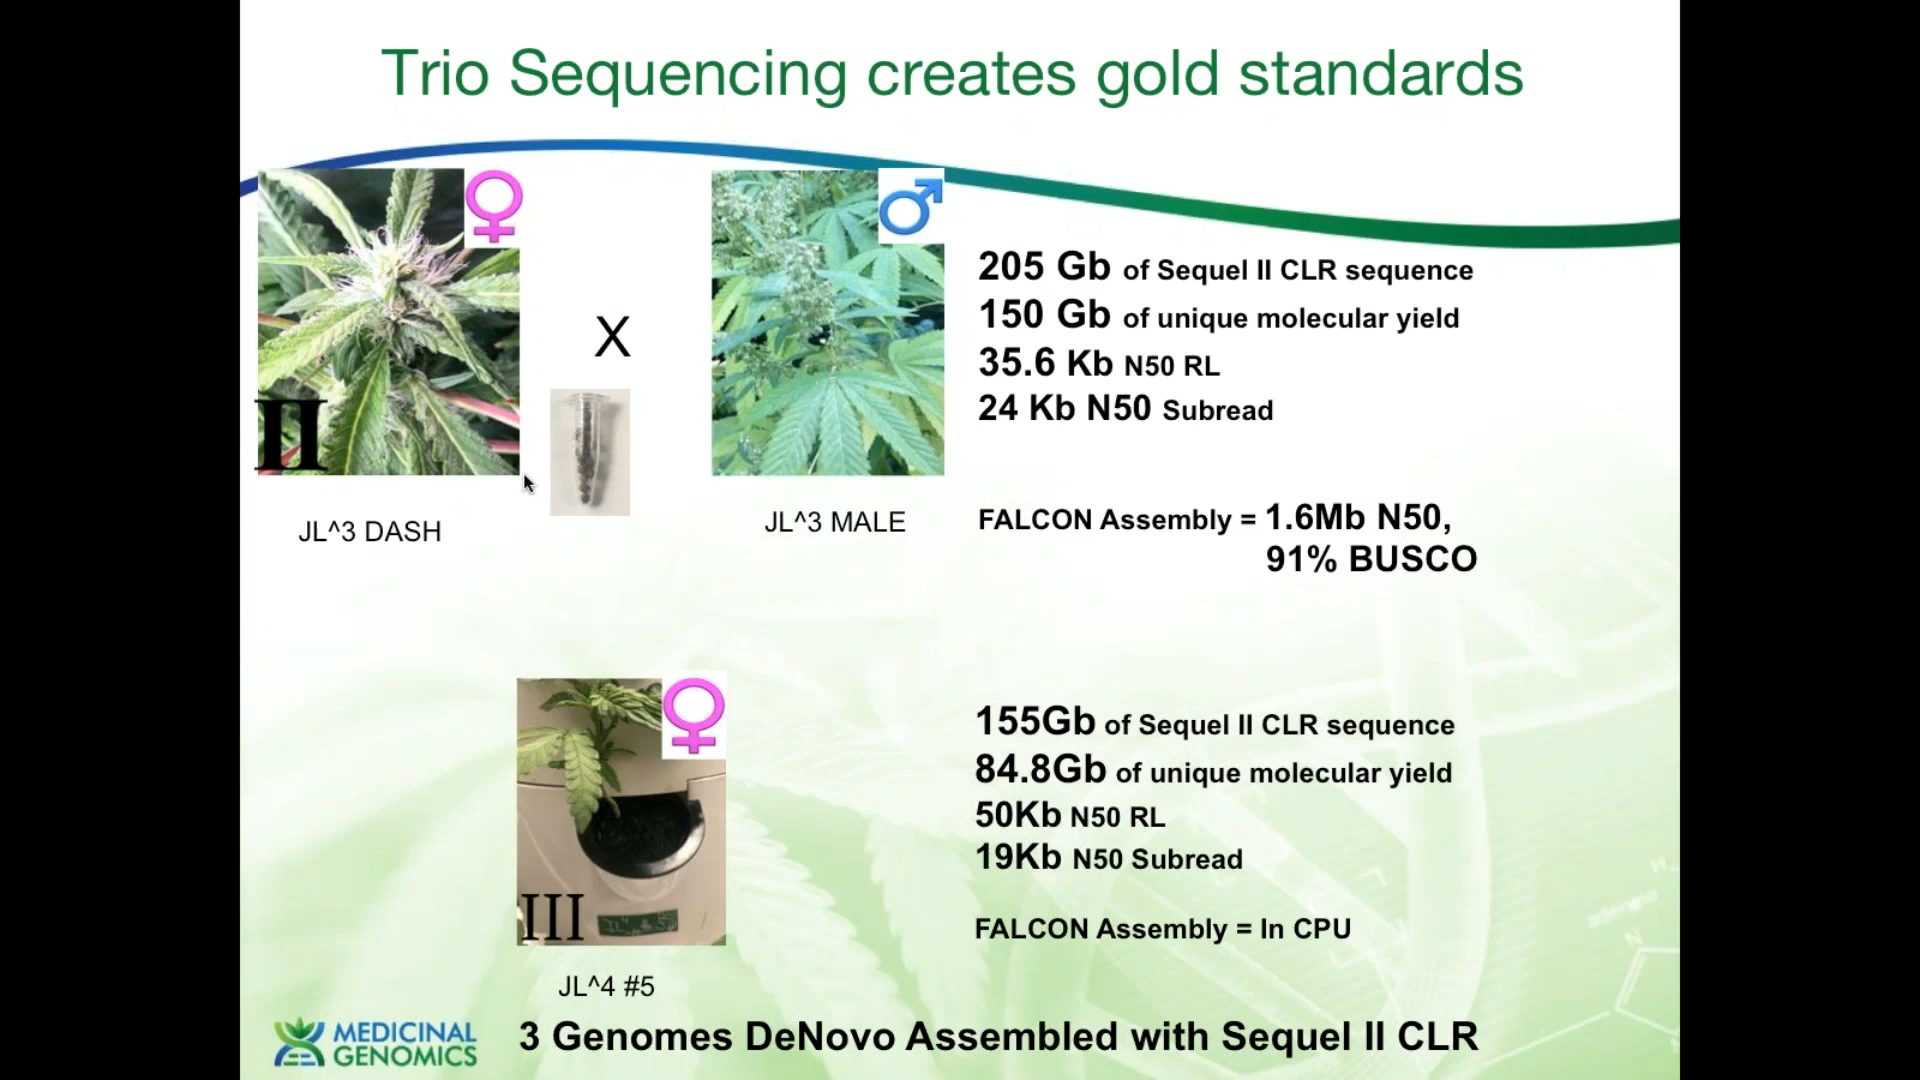 Trio Sequencing creates gold standards
II
X
JL^3 DASH
JL^3 MALE
205 Gb of Sequel II CLR sequence
150 Gb of unique molecular yield
35.6 Kb N50 RL
24 Kb N50 Subread
FALCON Assembly = 1.6Mb N50,
91% BUSCO
III
JL^4 #5
155Gb of Sequel II CLR sequence
84.8Gb of unique molecular yield
50Kb N50 RL
19Kb N50 Subread
FALCON Assembly = In CPU
MEDICINAL
GENOMICS
3 Genomes DeNovo Assembled with Sequel II CLR